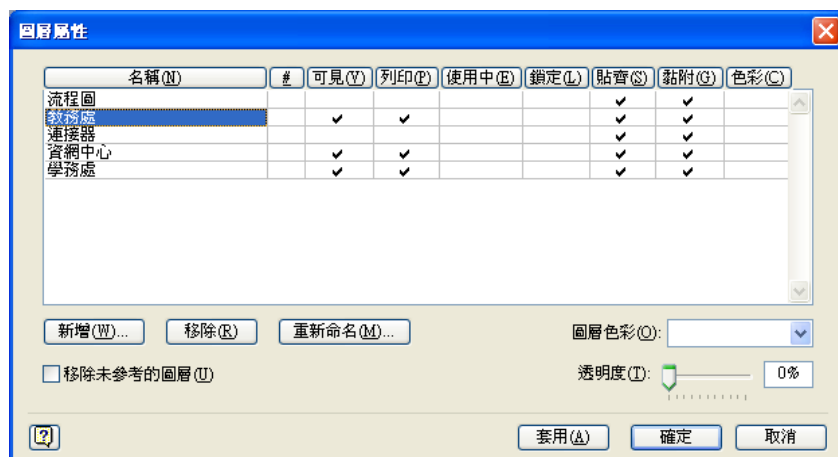 圖層屬性
名稱(N) # 可見(V) 列印(P) 使用中(E) 鎖定(L) 貼齊(S) 黏附(G) 色彩(C)
流程圖 ✓ ✓
教務處 ✓ ✓ ✓ ✓
連接器 ✓ ✓
資網中心 ✓ ✓ ✓ ✓
學務處 ✓ ✓ ✓ ✓
新增(W)... 移除(R) 重新命名(M)... 圖層色彩(O):
移除未參考的圖層(U) 透明度(T): 0%
套用(A) 確定 取消